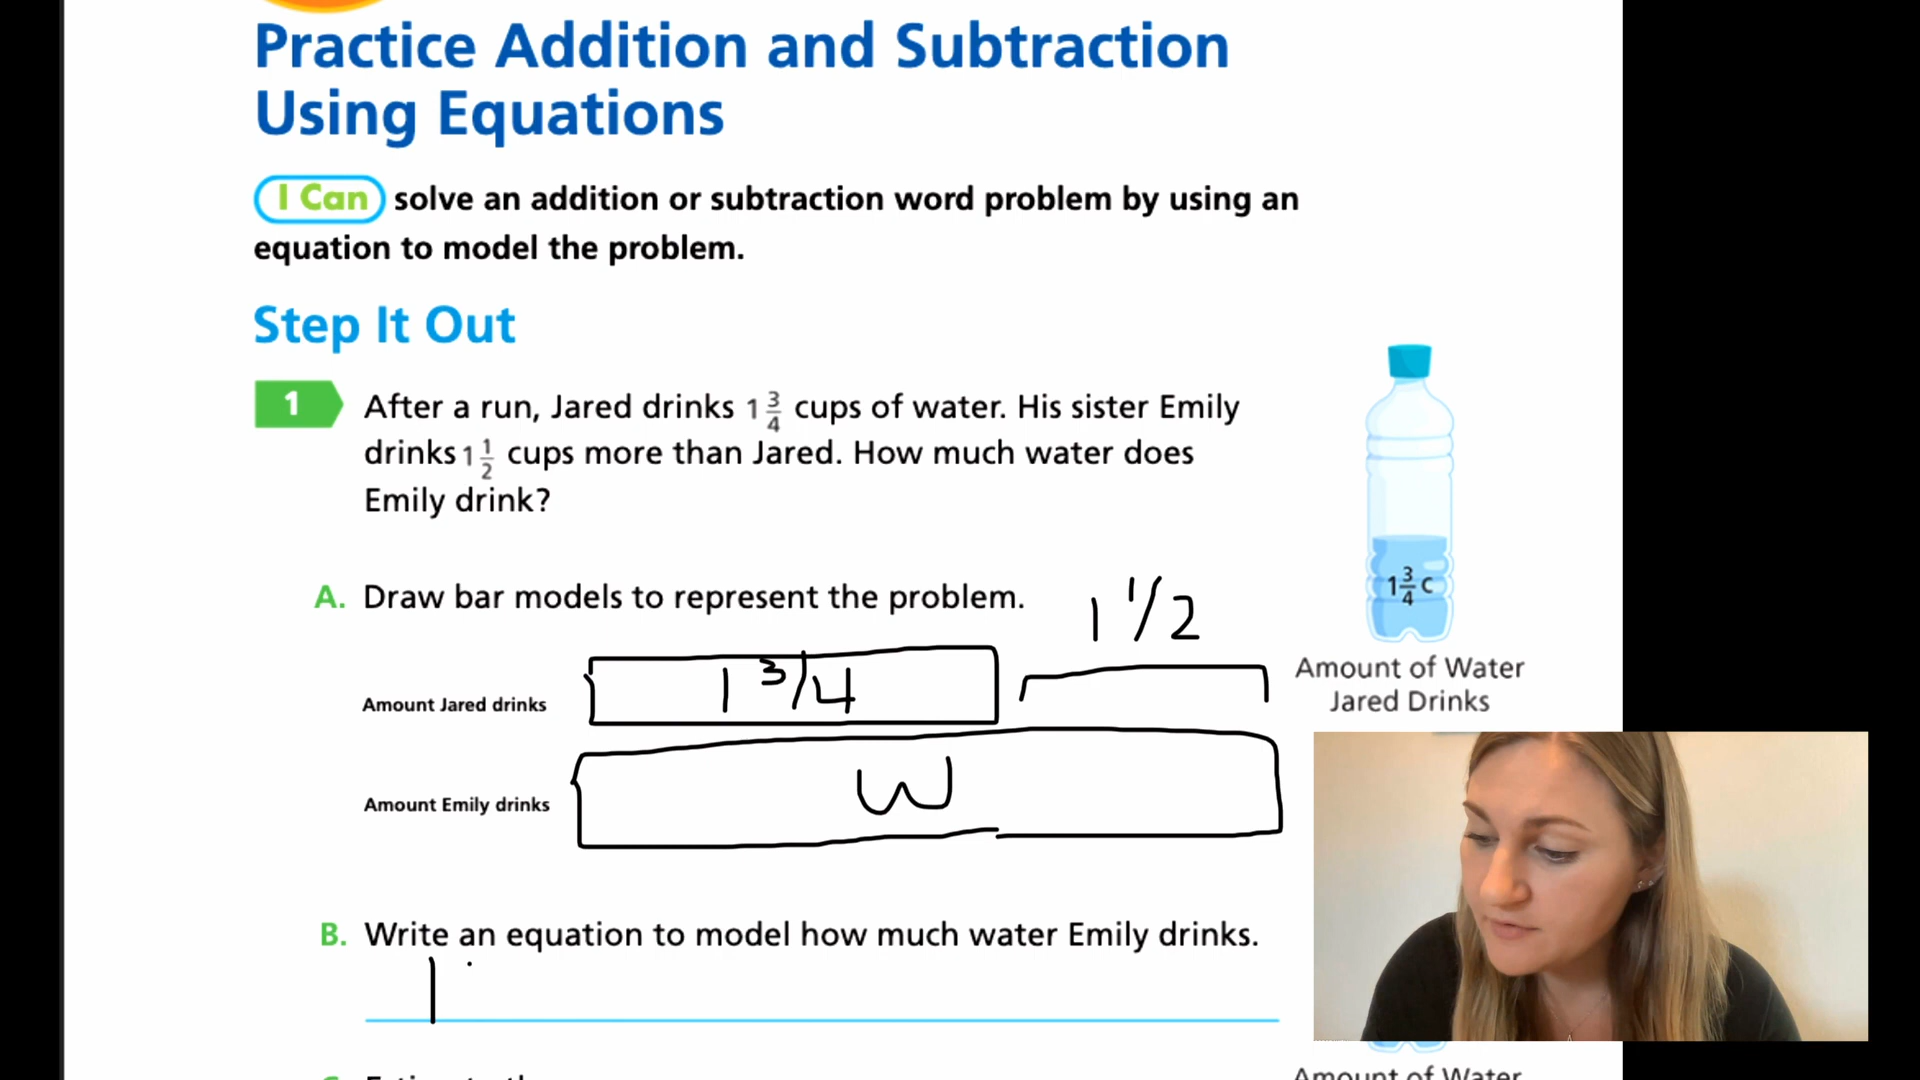 Practice Addition and Subtraction
Using Equations
I Can solve an addition or subtraction word problem by using an
equation to model the problem.
Step It Out
1 After a run, Jared drinks 1 3/4 cups of water. His sister Emily
drinks 1 1/2 cups more than Jared. How much water does
Emily drink?
1 3/4 c
Amount of Water
Jared Drinks
A. Draw bar models to represent the problem.
1 1/2
Amount Jared drinks 1 3/4
Amount Emily drinks W
B. Write an equation to model how much water Emily drinks.
1
Amount of Water